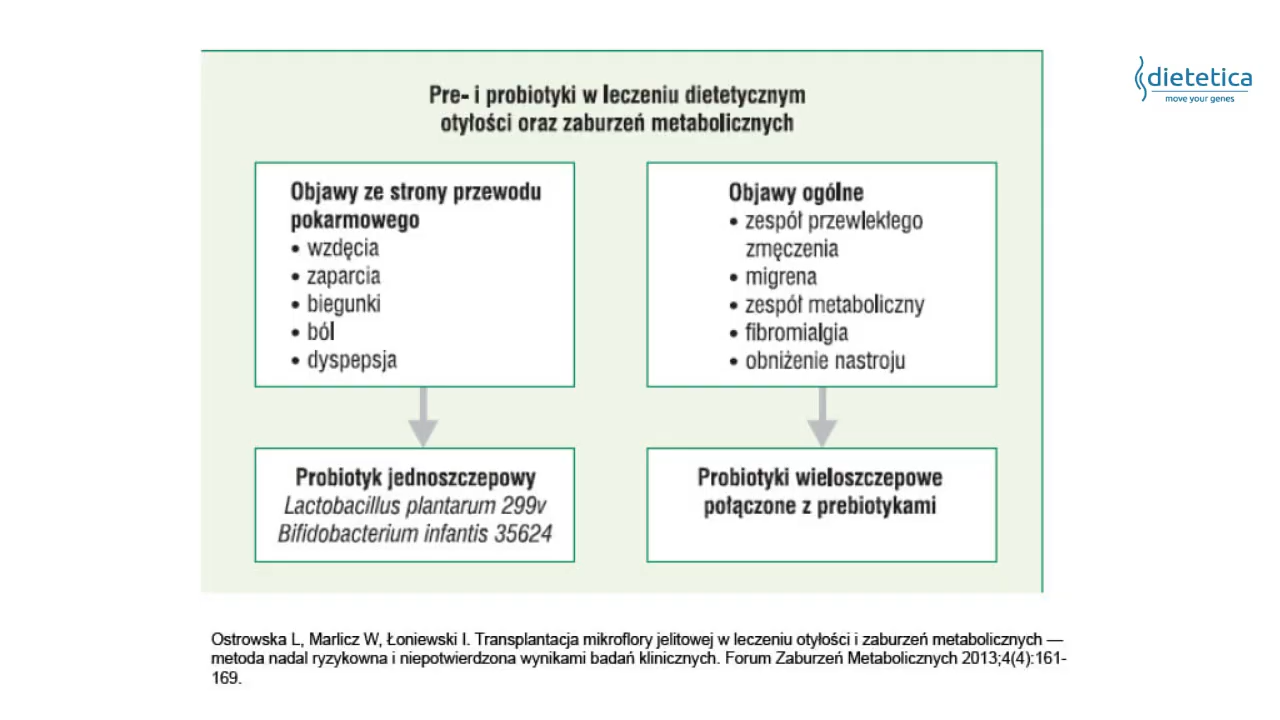 dietetica
move your genes
Pre- i probiotyki w leczeniu dietetycznym
otyłości oraz zaburzeń metabolicznych
Objawy ze strony przewodu
pokarmowego
• wzdęcia
• zaparcia
• biegunki
• ból
• dyspepsja
Objawy ogólne
• zespół przewlekłego
zmęczenia
• migrena
• zespół metaboliczny
• fibromialgia
• obniżenie nastroju
Probiotyk jednoszczepowy
Lactobacillus plantarum 299v
Bifidobacterium infantis 35624
Probiotyki wieloszczepowe
połączone z prebiotykami
Ostrowska L, Marlicz W, Łoniewski I. Transplantacja mikroflory jelitowej w leczeniu otyłości i zaburzeń metabolicznych —
metoda nadal ryzykowna i niepotwierdzona wynikami badań klinicznych. Forum Zaburzeń Metabolicznych 2013;4(4):161-
169.